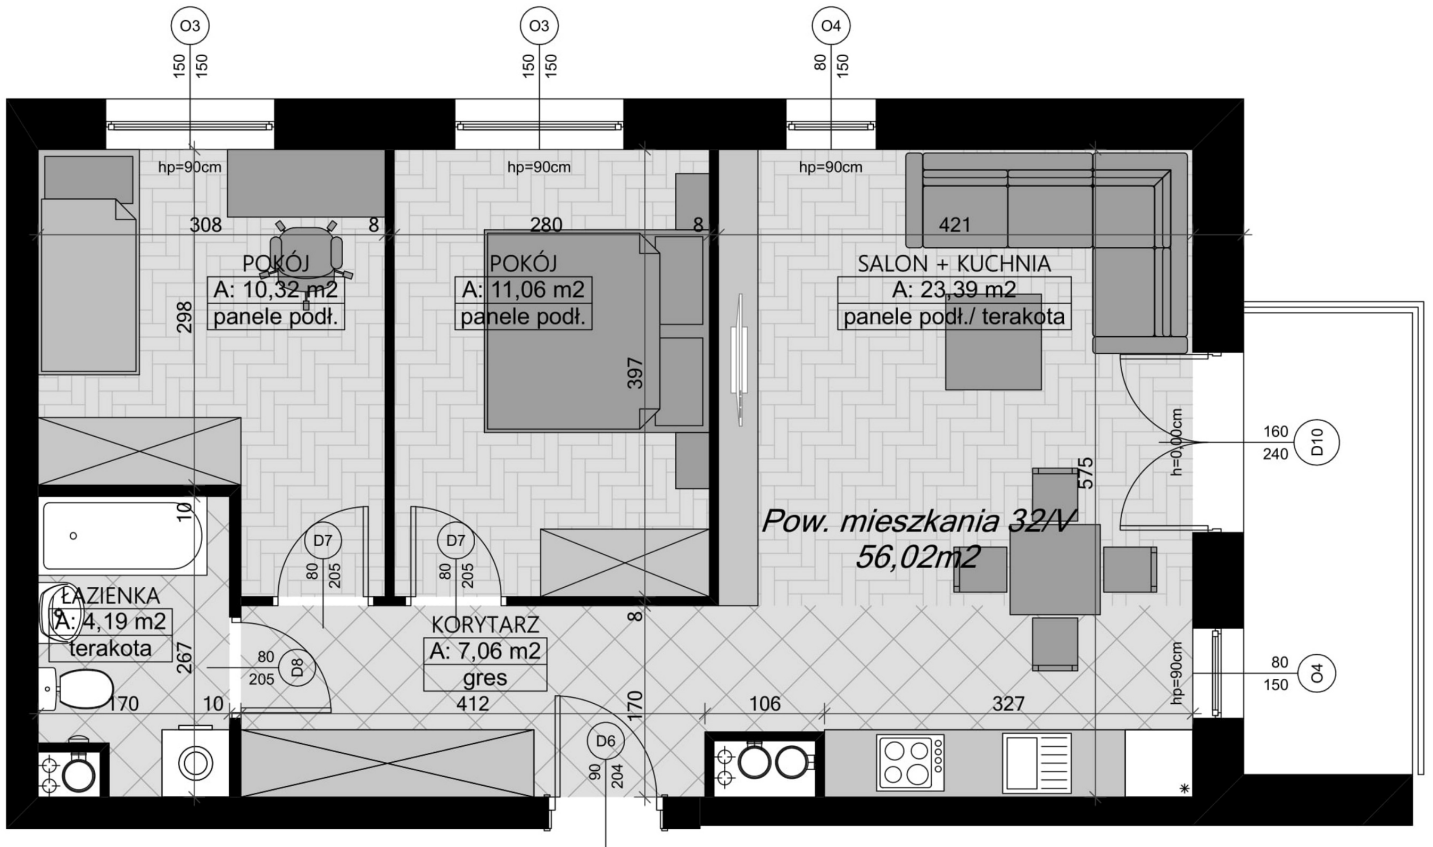 O3
O3
O4
150
150
150
150
80
150
hp=90cm
hp=90cm
hp=90cm
308
8
280
8
421
POKÓJ
A: 10,32 m2
panele podł.
POKÓJ
A: 11,06 m2
panele podł.
SALON + KUCHNIA
A: 23,39 m2
panele podł./ terakota
298
397
575
h=0,00cm
160
240
D10
Pow. mieszkania 32/V
56,02m2
10
D7
80
205
D7
80
205
ŁAZIENKA
A: 4,19 m2
terakota
9
267
KORYTARZ
A: 7,06 m2
gres
8
80
205
D8
hp=90cm
80
150
O4
170
10
412
170
106
327
D6
90
204
*